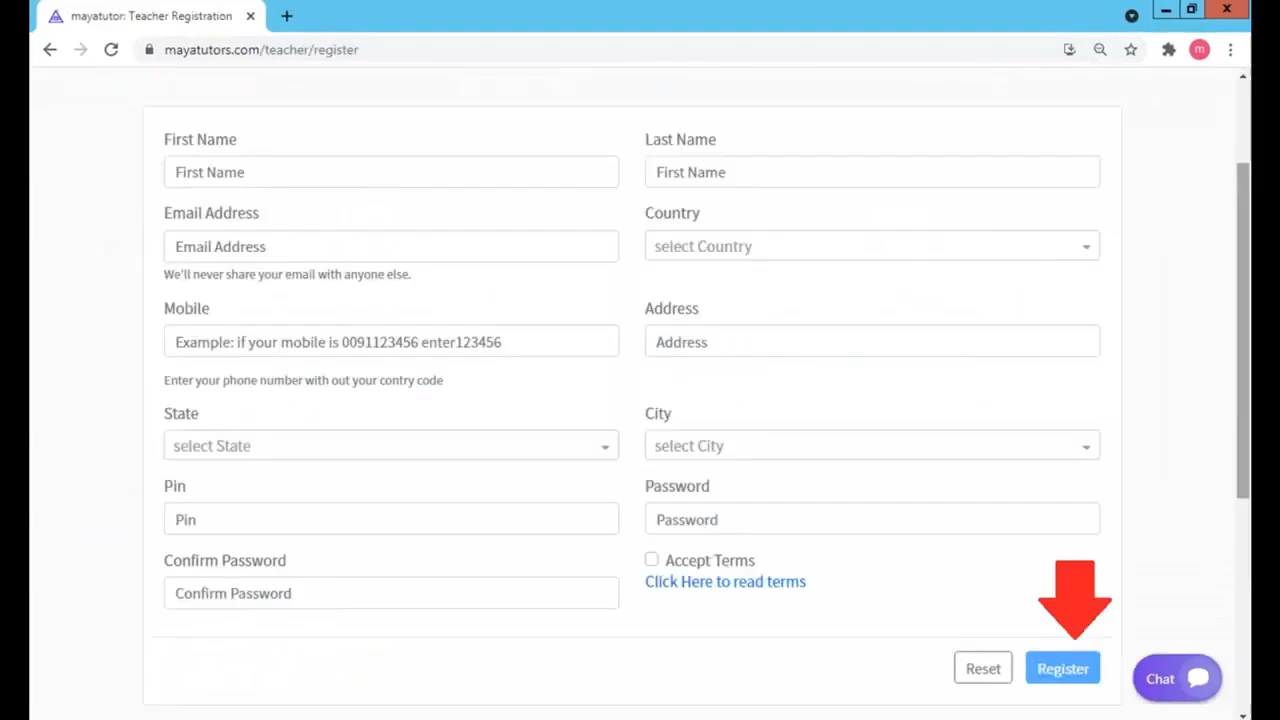 mayatutor: Teacher Registration
mayatutors.com/teacher/register
m
First Name
Last Name
First Name
First Name
Email Address
Country
Email Address
select Country
We'll never share your email with anyone else.
Mobile
Address
Example: if your mobile is 0091123456 enter123456
Address
Enter your phone number with out your contry code
State
City
select State
select City
Pin
Password
Pin
Password
Confirm Password
Accept Terms
Click Here to read terms
Confirm Password
Reset
Register
Chat